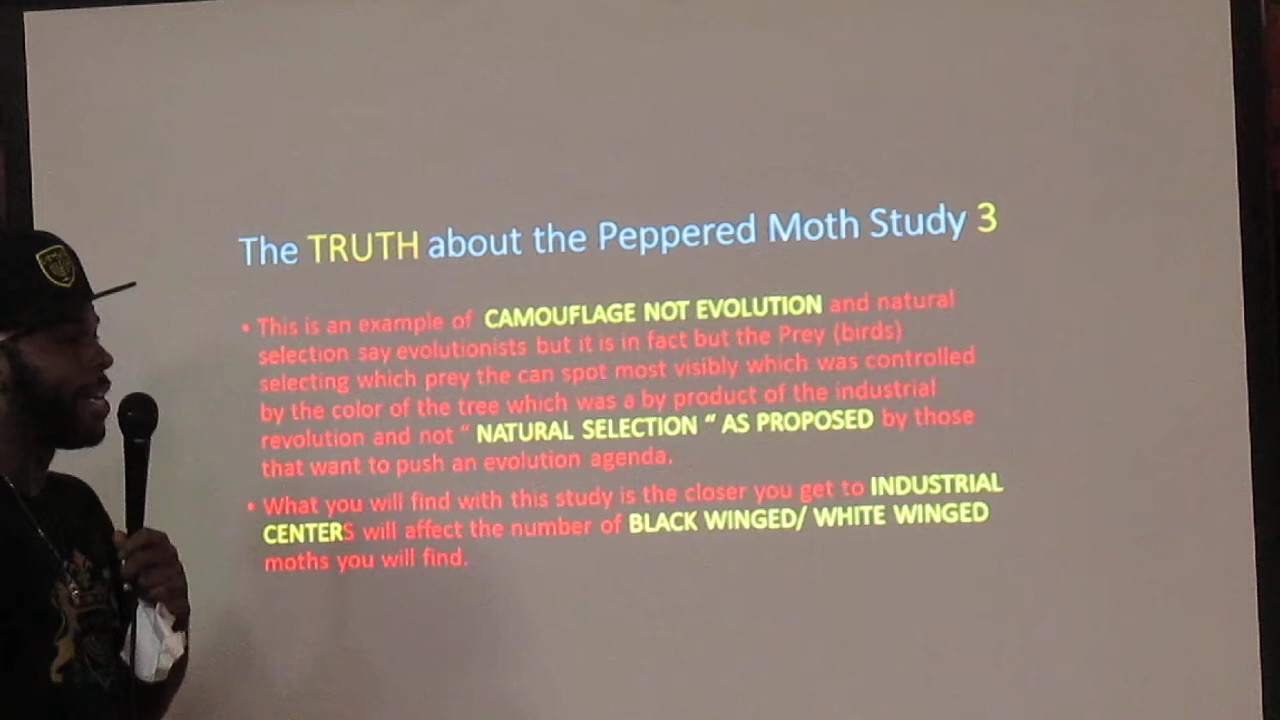 The TRUTH about the Peppered Moth Study 3
• This is an example of CAMOUFLAGE NOT EVOLUTION and natural
selection say evolutionists but it is in fact but the Prey (birds)
selecting which prey the can spot most visibly which was controlled
by the color of the tree which was a by product of the industrial
revolution and not “ NATURAL SELECTION “ AS PROPOSED by those
that want to push an evolution agenda.
• What you will find with this study is the closer you get to INDUSTRIAL
CENTERS will affect the number of BLACK WINGED/ WHITE WINGED
moths you will find.